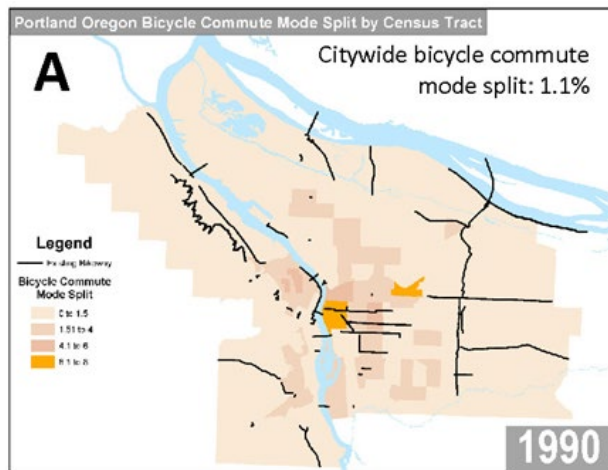 Portland Oregon Bicycle Commute Mode Split by Census Tract
A
Citywide bicycle commute
mode split: 1.1%
Legend
Existing Bikeway
Bicycle Commute
Mode Split
0 to 1.5
1.51 to 4
4.1 to 6
6.1 to 8
1990